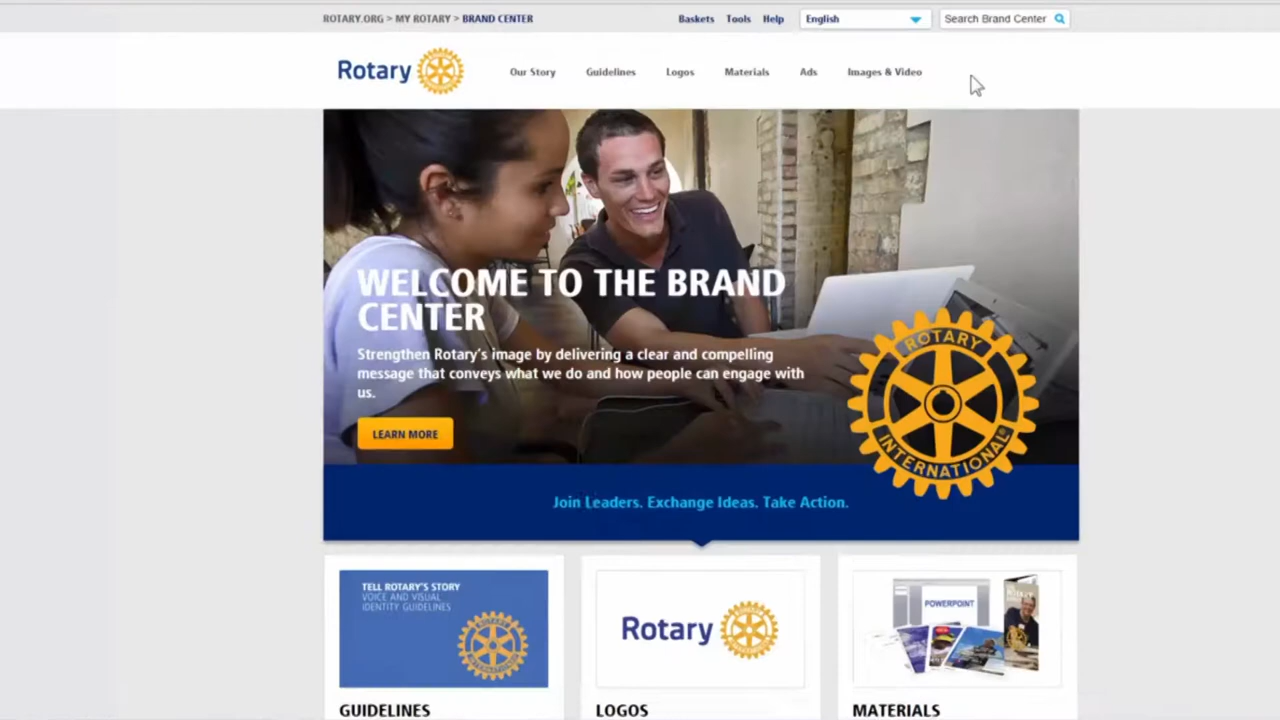 ROTARY.ORG > MY ROTARY > BRAND CENTER
Baskets Tools Help English Search Brand Center
Rotary
Our Story Guidelines Logos Materials Ads Images & Video
WELCOME TO THE BRAND
CENTER
Strengthen Rotary's image by delivering a clear and compelling
message that conveys what we do and how people can engage with
us.
LEARN MORE
ROTARY
INTERNATIONAL®
Join Leaders. Exchange Ideas. Take Action.
TELL ROTARY'S STORY
VOICE AND VISUAL
IDENTITY GUIDELINES
Rotary
POWERPOINT
GUIDELINES
LOGOS
MATERIALS